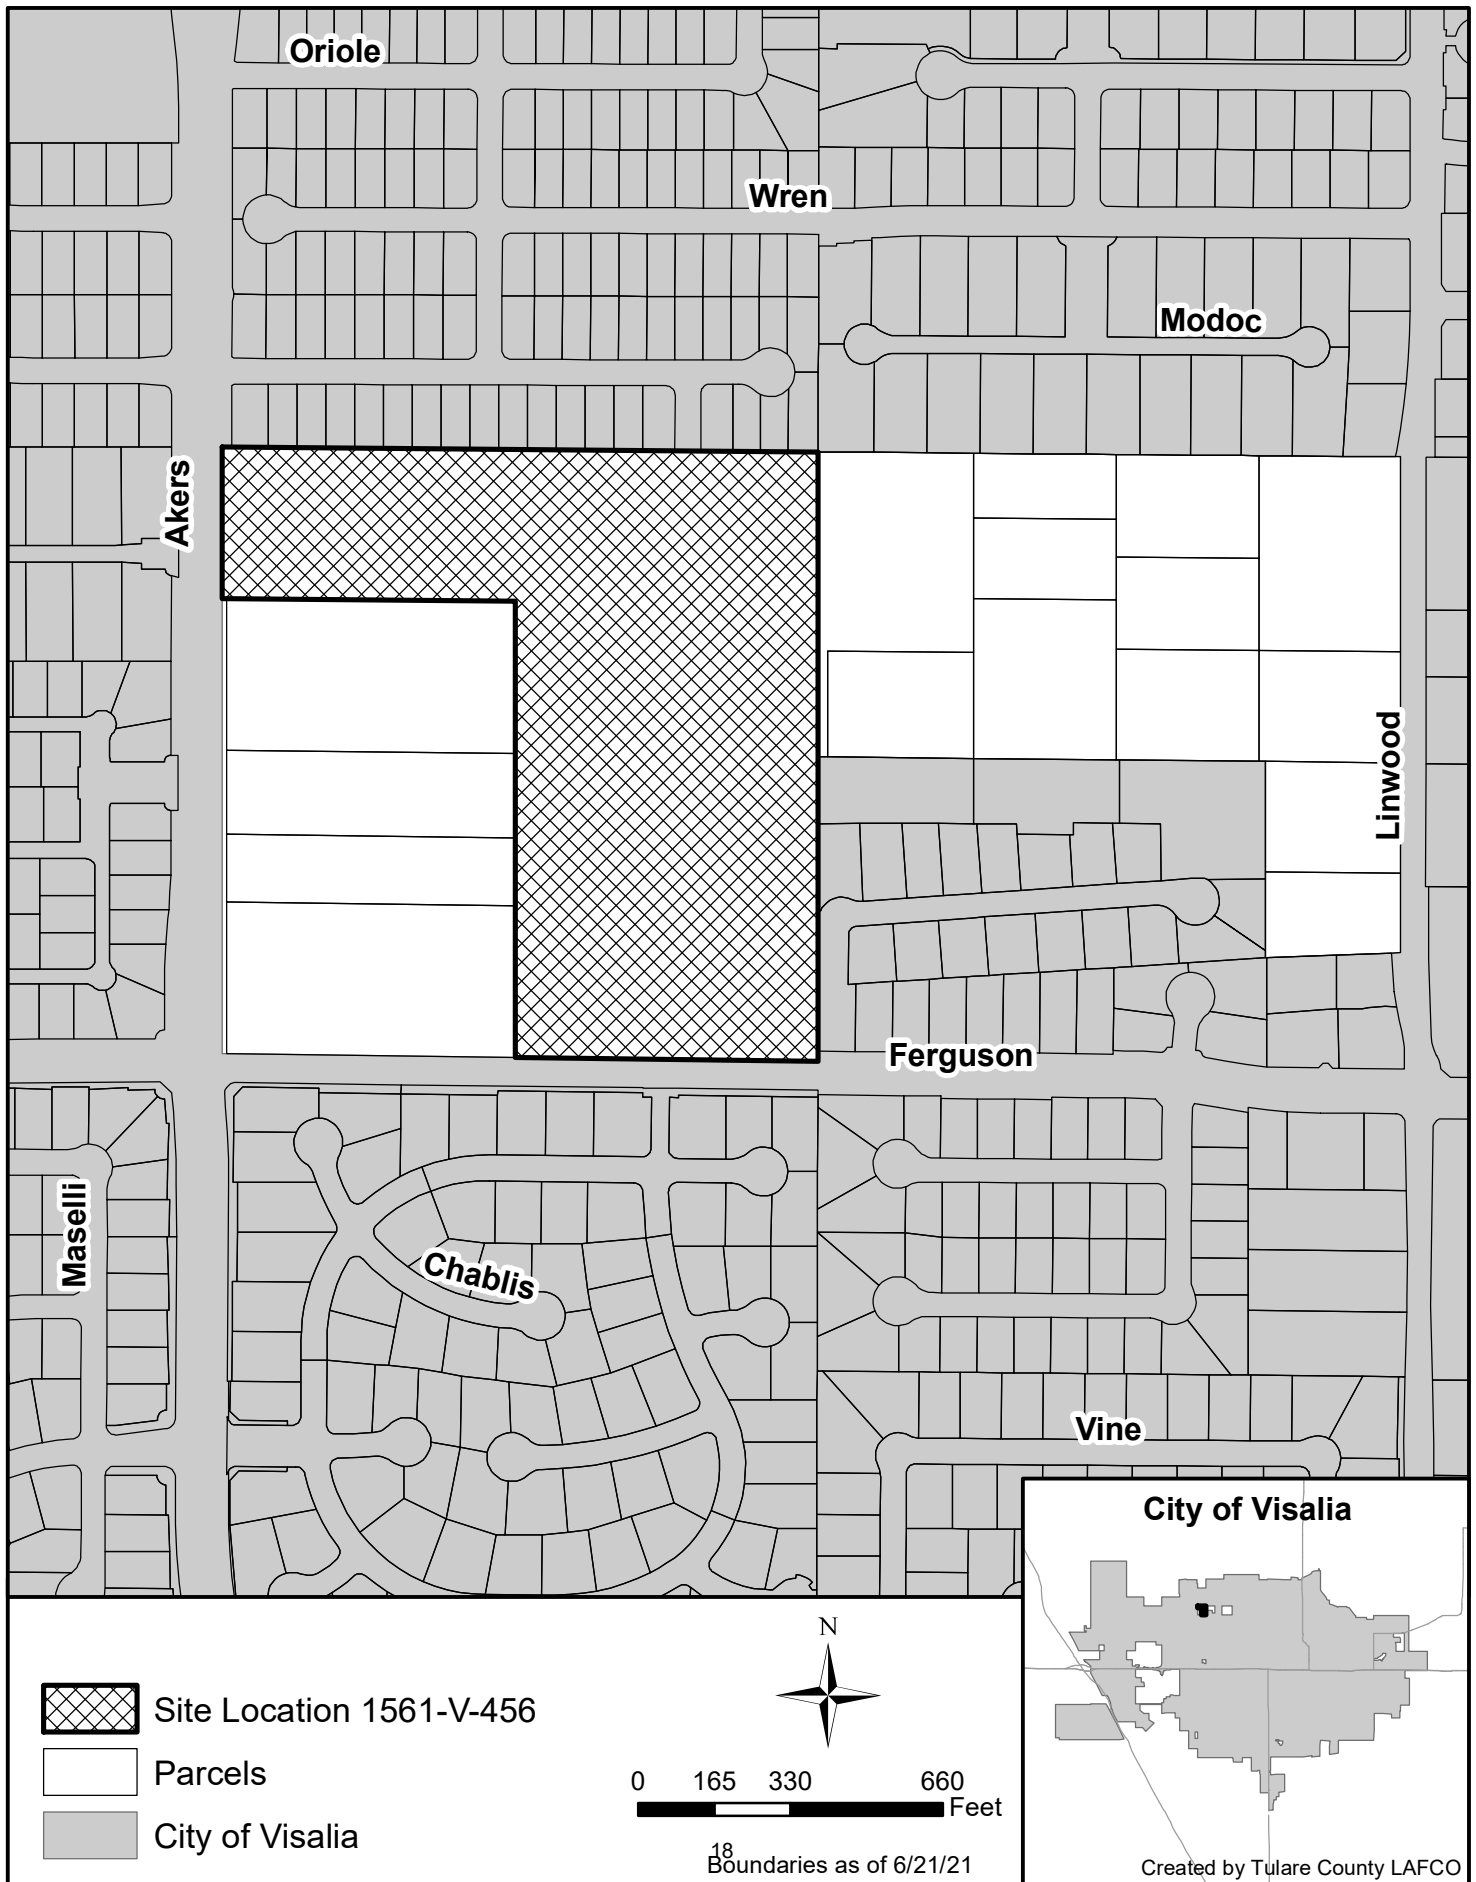 Oriole
Wren
Modoc
Akers
Linwood
Ferguson
Maselli
Chablis
Vine
City of Visalia
N
Site Location 1561-V-456
Parcels
City of Visalia
0 165 330 660
Feet
18
Boundaries as of 6/21/21
Created by Tulare County LAFCO